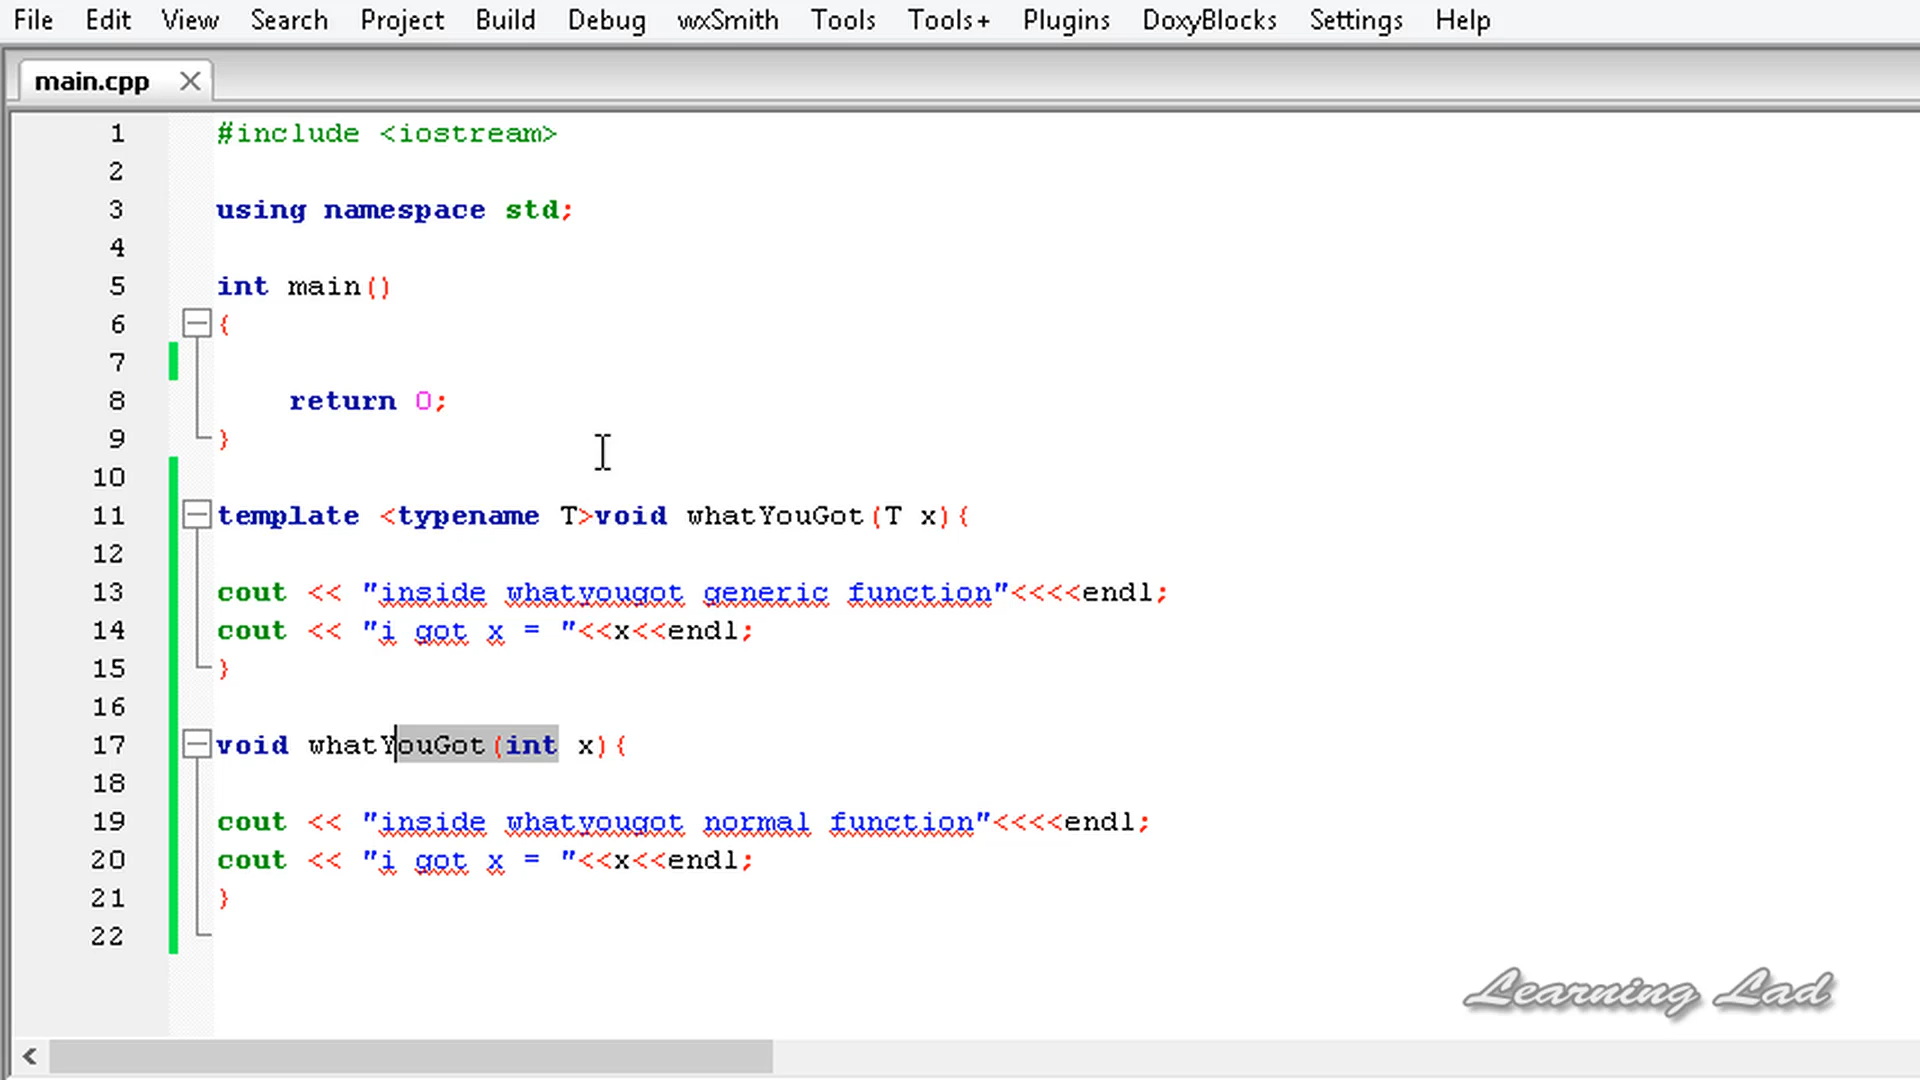 File Edit View Search Project Build Debug wxSmith Tools Tools+ Plugins DoxyBlocks Settings Help
main.cpp
1 #include <iostream>
2
3 using namespace std;
4
5 int main()
6 {
7
8 return 0;
9 }
10
11 template <typename T>void whatYouGot(T x){
12
13 cout << "inside whatyougot generic function"<<<<endl;
14 cout << "i got x = "<<x<<endl;
15 }
16
17 void whatYouGot(int x){
18
19 cout << "inside whatyougot normal function"<<<<endl;
20 cout << "i got x = "<<x<<endl;
21 }
22
Learning Lad